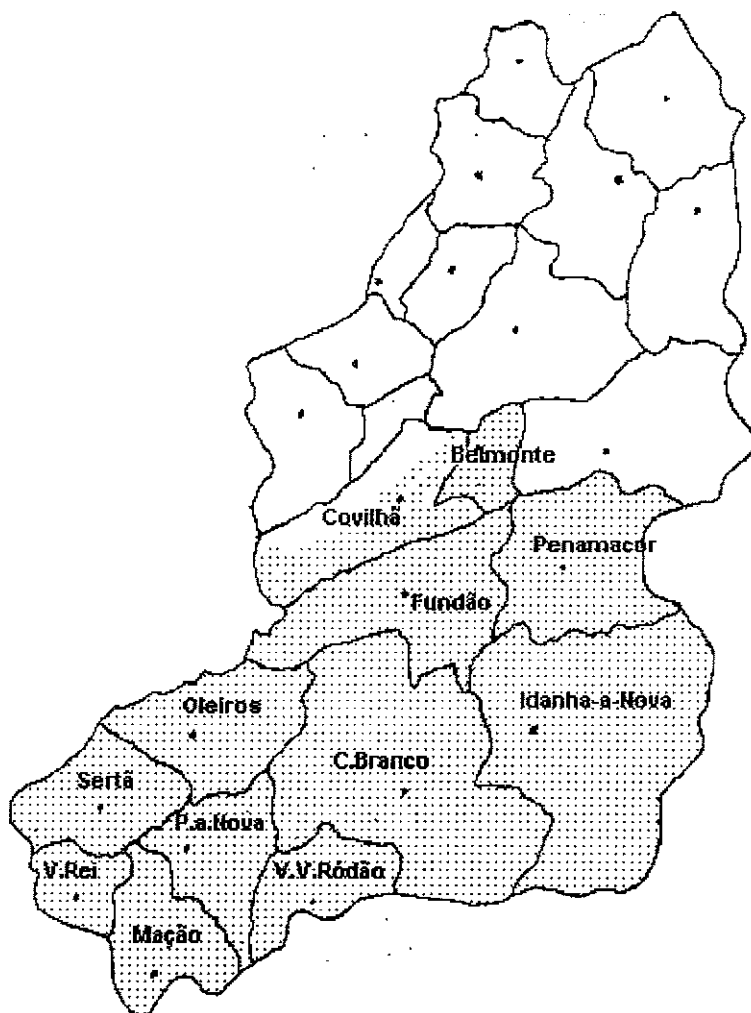 Belmonte
Covilhã
Penamacor
Fundão
Idanha-a-Nova
Oleiros
C.Branco
Sertã
P.a.Nova
V.Rei
V.V.Ródão
Mação